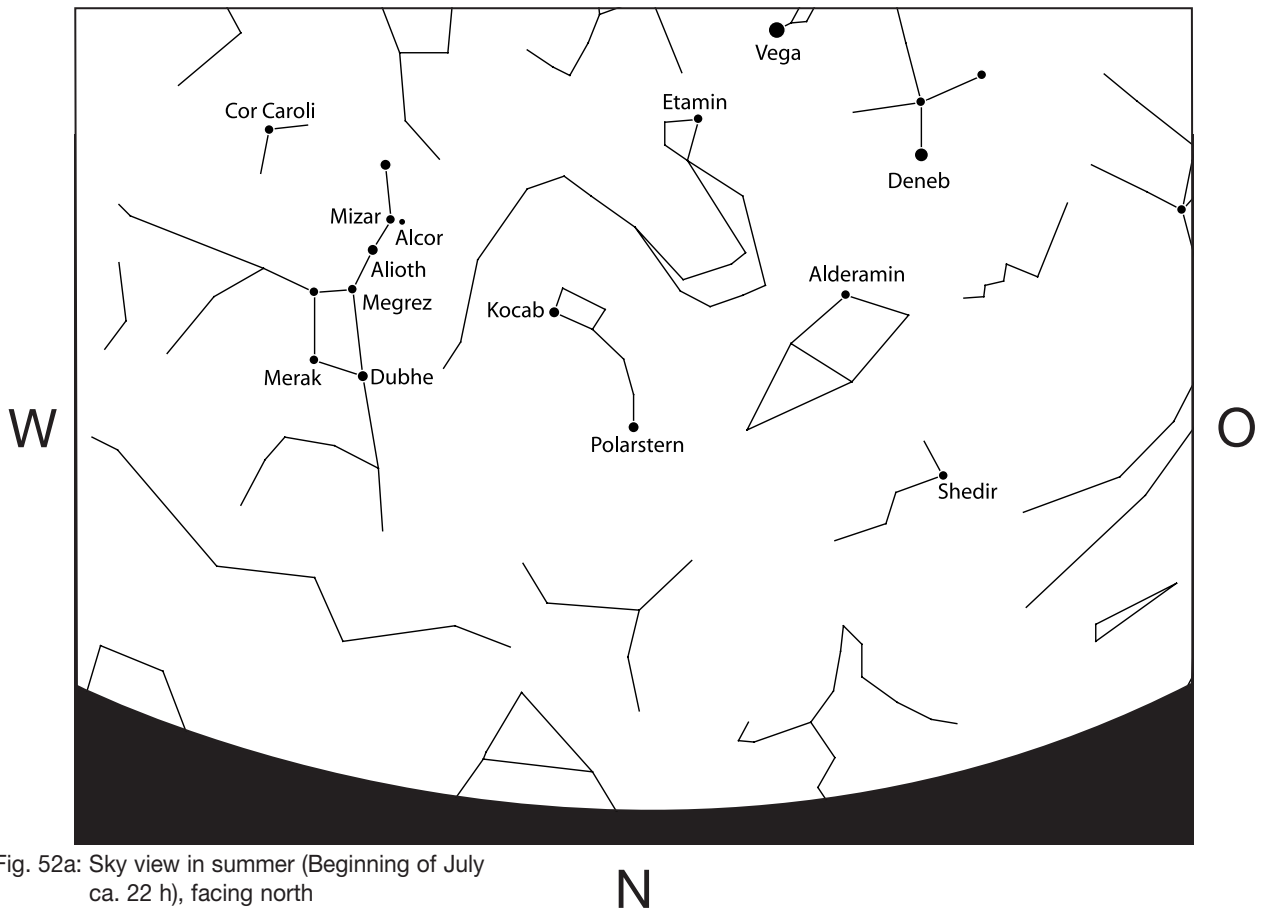 Vega
Etamin
Cor Caroli
Deneb
Mizar
Alcor
Alioth
Alderamin
Megrez
Kocab
Merak
Dubhe
W
O
Polarstern
Shedir
Fig. 52a: Sky view in summer (Beginning of July
ca. 22 h), facing north
N